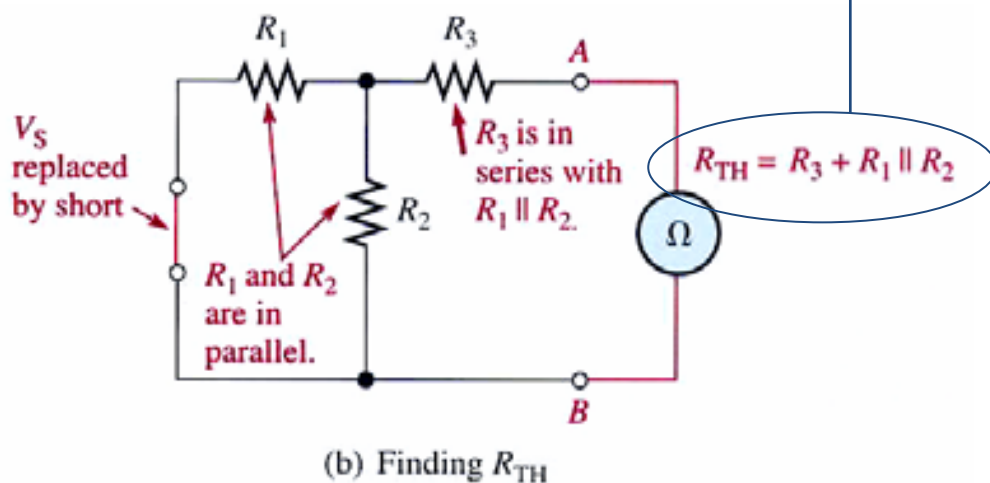 R1
R3
A
VS
replaced
by short
R3 is in
series with
R1 || R2.
RTH = R3 + R1 || R2
R2
Ω
R1 and R2
are in
parallel.
B
(b) Finding RTH